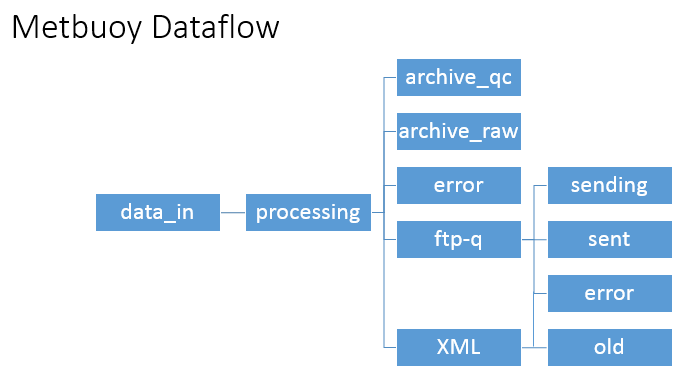 Metbuoy Dataflow
archive_qc
archive_raw
error
sending
data_in
processing
ftp-q
sent
error
XML
old